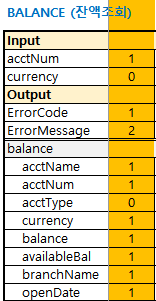 BALANCE (잔액조회)
Input
acctNum 1
currency 0
Output
ErrorCode 1
ErrorMessage 2
balance
acctName 1
acctNum 1
acctType 0
currency 1
balance 1
availableBal 1
branchName 1
openDate 1